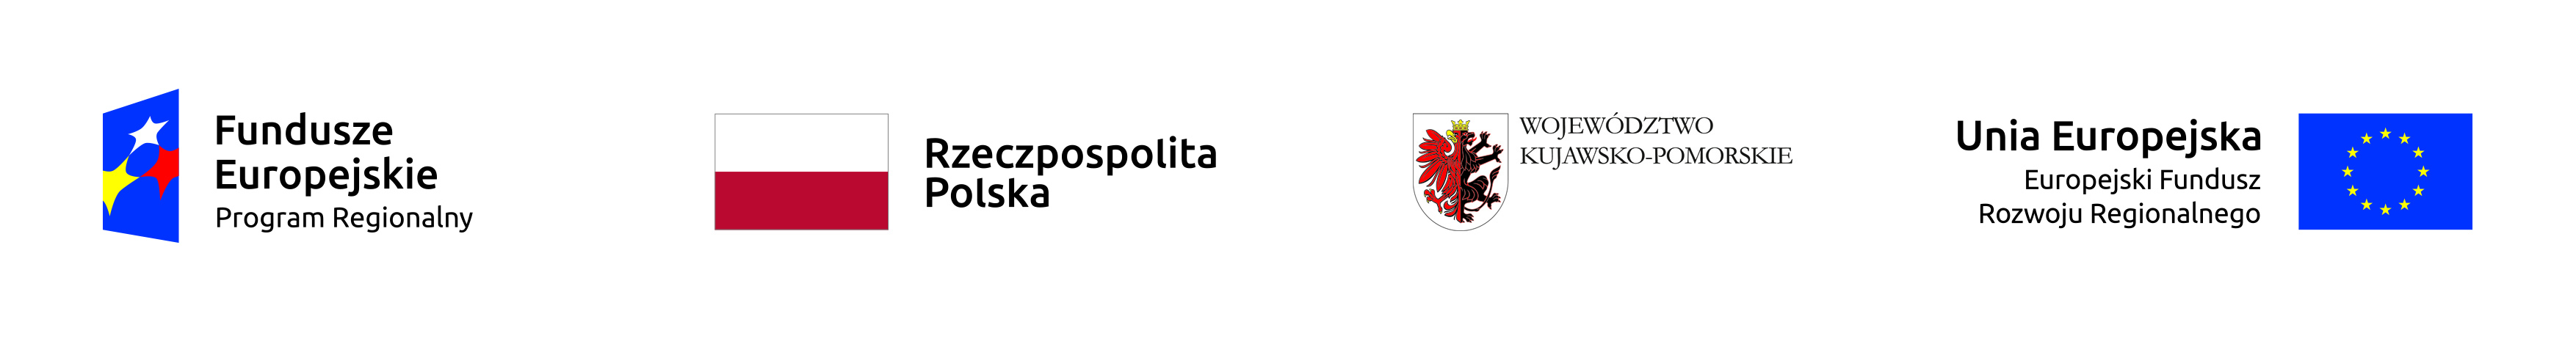 Fundusze
Europejskie
Program Regionalny
Rzeczpospolita
Polska
WOJEWÓDZTWO
KUJAWSKO-POMORSKIE
Unia Europejska
Europejski Fundusz
Rozwoju Regionalnego